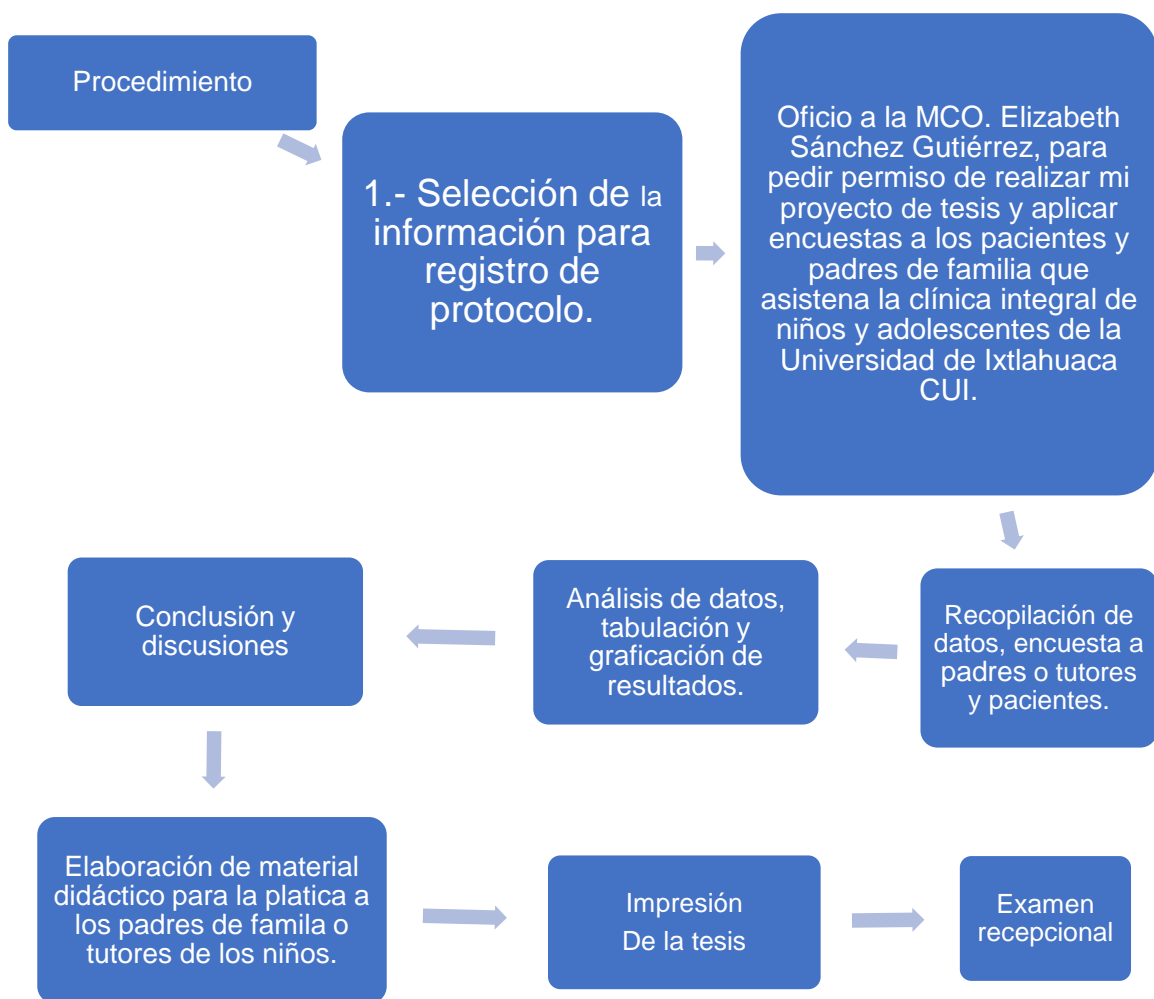 Procedimiento
1.- Selección de la
información para
registro de
protocolo.
Oficio a la MCO. Elizabeth
Sánchez Gutiérrez, para
pedir permiso de realizar mi
proyecto de tesis y aplicar
encuestas a los pacientes y
padres de familia que
asistena la clínica integral de
niños y adolescentes de la
Universidad de Ixtlahuaca
CUI.
Recopilación de
datos, encuesta a
padres o tutores
y pacientes.
Análisis de datos,
tabulación y
graficación de
resultados.
Conclusión y
discusiones
Elaboración de material
didáctico para la platica a
los padres de famila o
tutores de los niños.
Impresión
De la tesis
Examen
recepcional